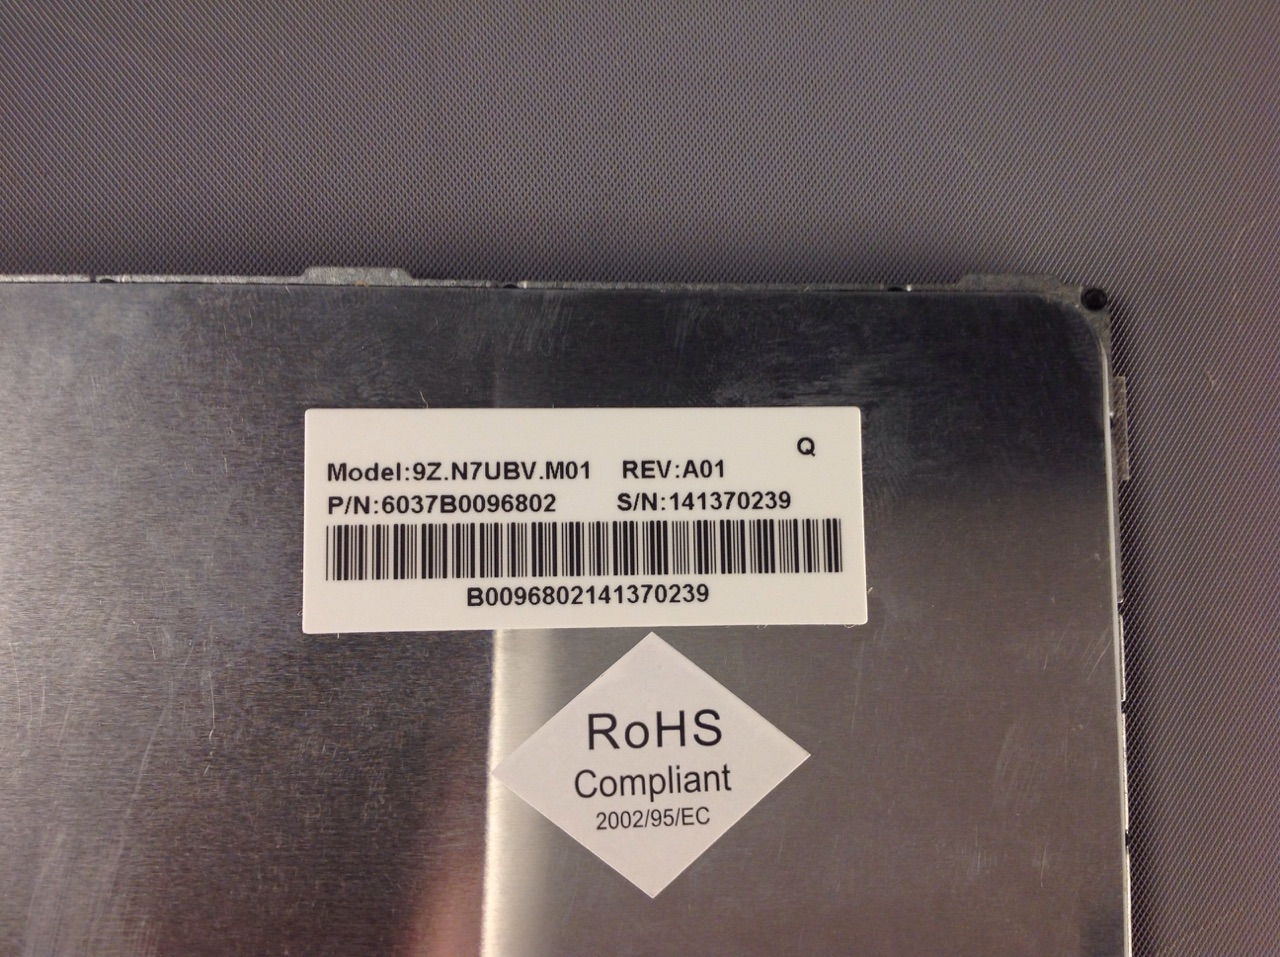 Q
Model:9Z.N7UBV.M01 REV:A01
P/N:6037B0096802 S/N:141370239
B0096802141370239
RoHS
Compliant
2002/95/EC